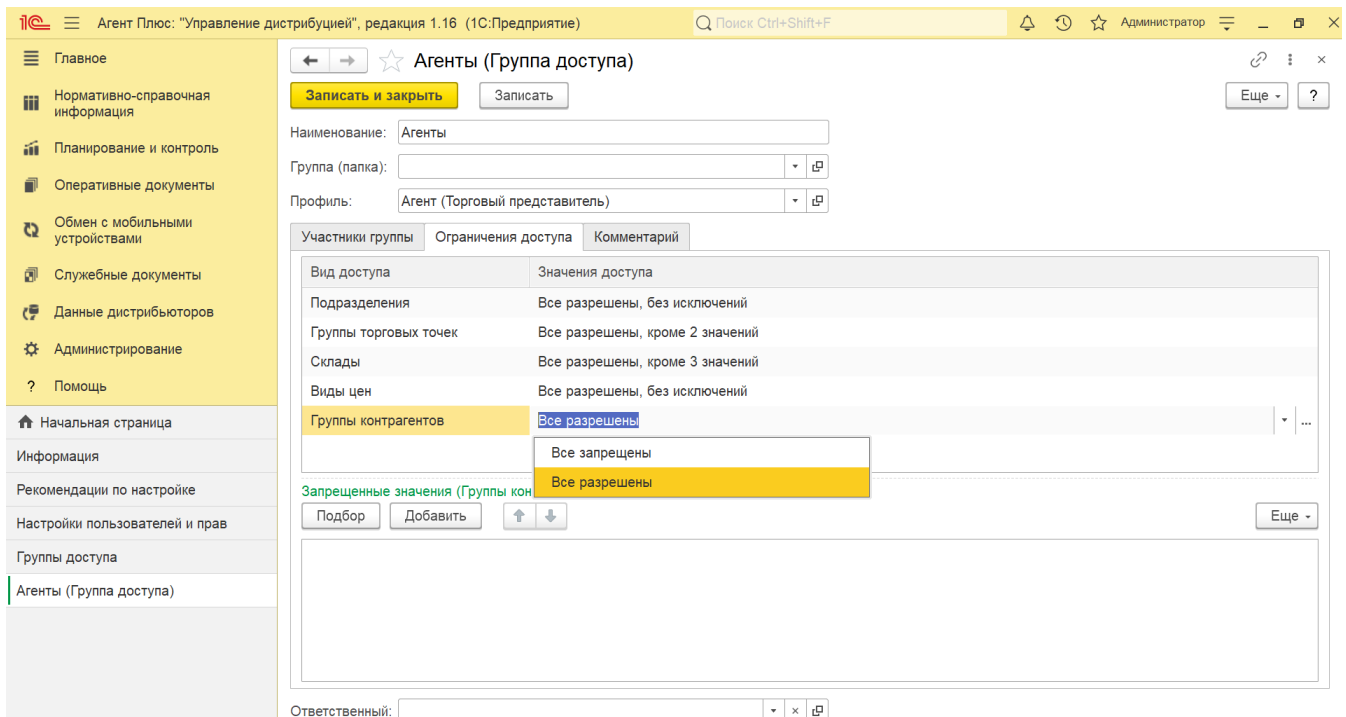 1С Агент Плюс: "Управление дистрибуцией", редакция 1.16 (1С:Предприятие) Поиск Ctrl+Shift+F Администратор
Главное
Нормативно-справочная
информация
Планирование и контроль
Оперативные документы
Обмен с мобильными
устройствами
Служебные документы
Данные дистрибьюторов
Администрирование
? Помощь
Начальная страница
Информация
Рекомендации по настройке
Настройки пользователей и прав
Группы доступа
Агенты (Группа доступа)
Агенты (Группа доступа)
Записать и закрыть Записать Еще ?
Наименование: Агенты
Группа (папка):
Профиль: Агент (Торговый представитель)
Участники группы Ограничения доступа Комментарий
Вид доступа Значения доступа
Подразделения Все разрешены, без исключений
Группы торговых точек Все разрешены, кроме 2 значений
Склады Все разрешены, кроме 3 значений
Виды цен Все разрешены, без исключений
Группы контрагентов Все разрешены ...
Все запрещены
Все разрешены
Запрещенные значения (Группы кон
Подбор Добавить Еще
Ответственный: